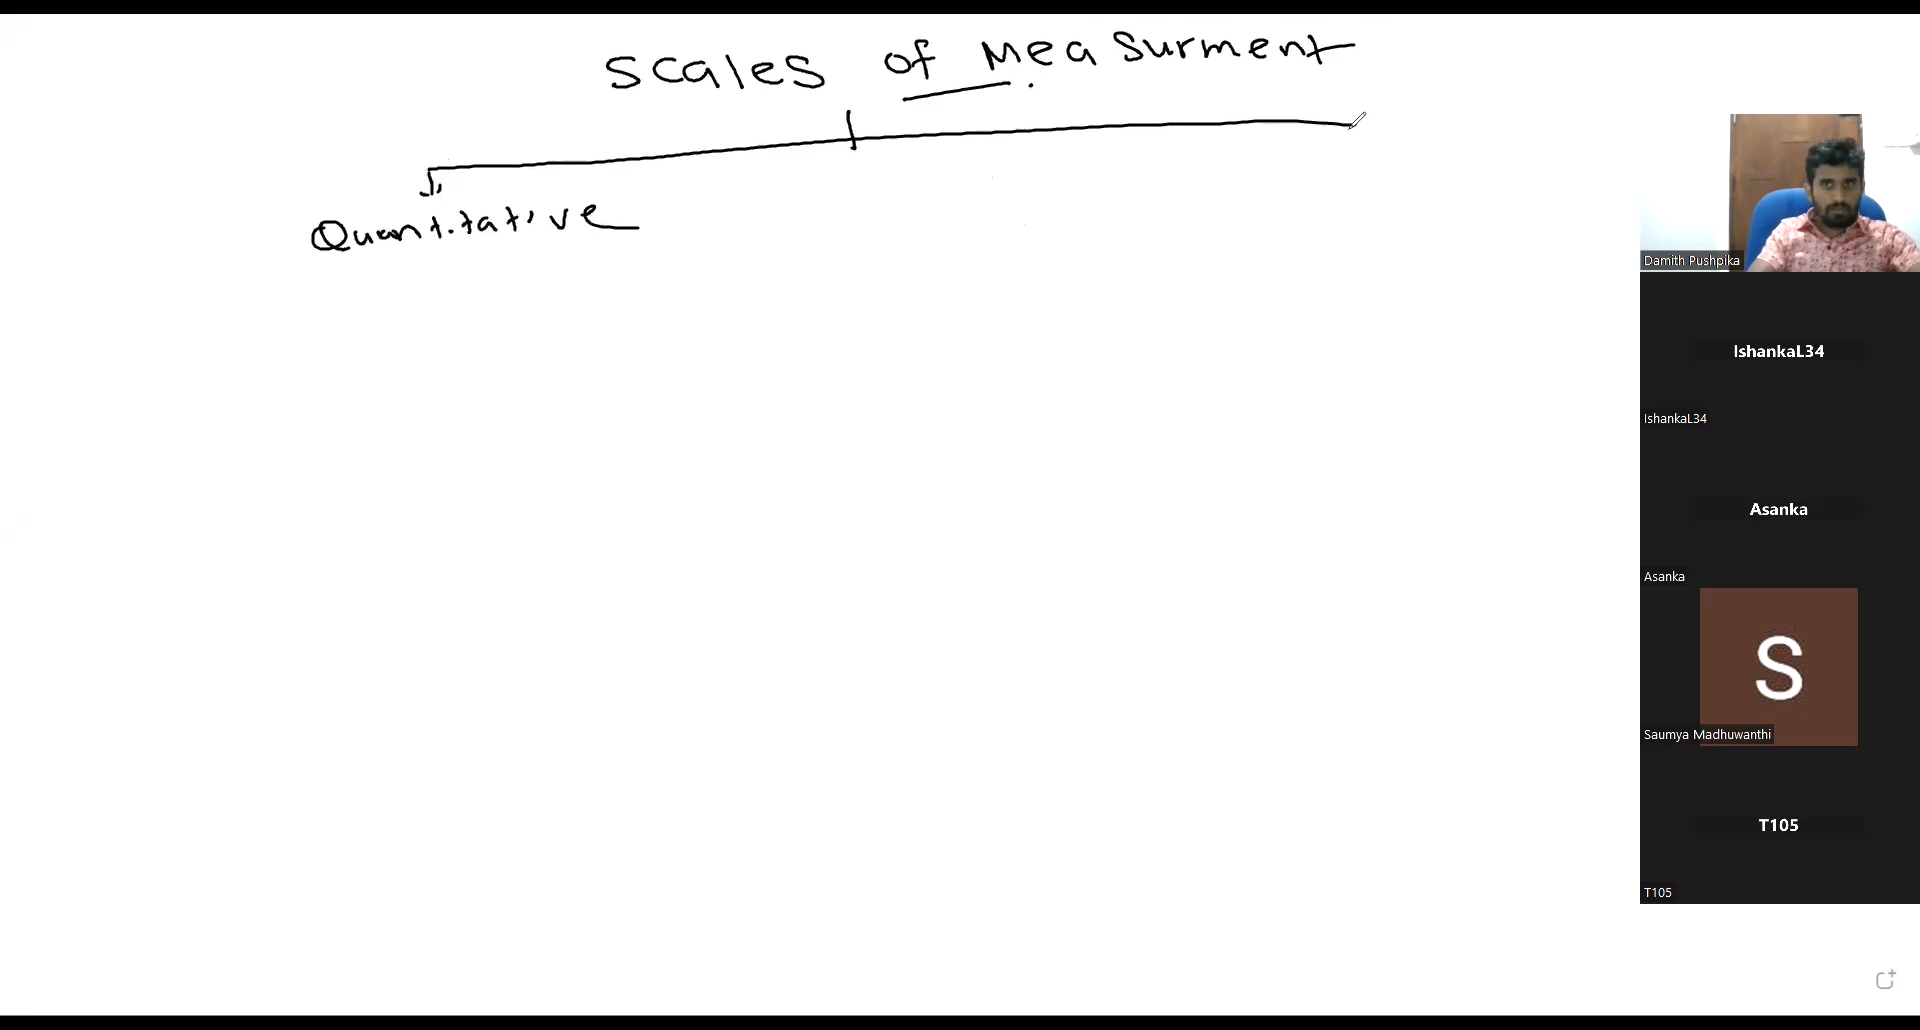 Scales of Measurment
Quantitative
Damith Pushpika
IshankaL34
IshankaL34
Asanka
Asanka
S
Saumya Madhuwanthi
T105
T105